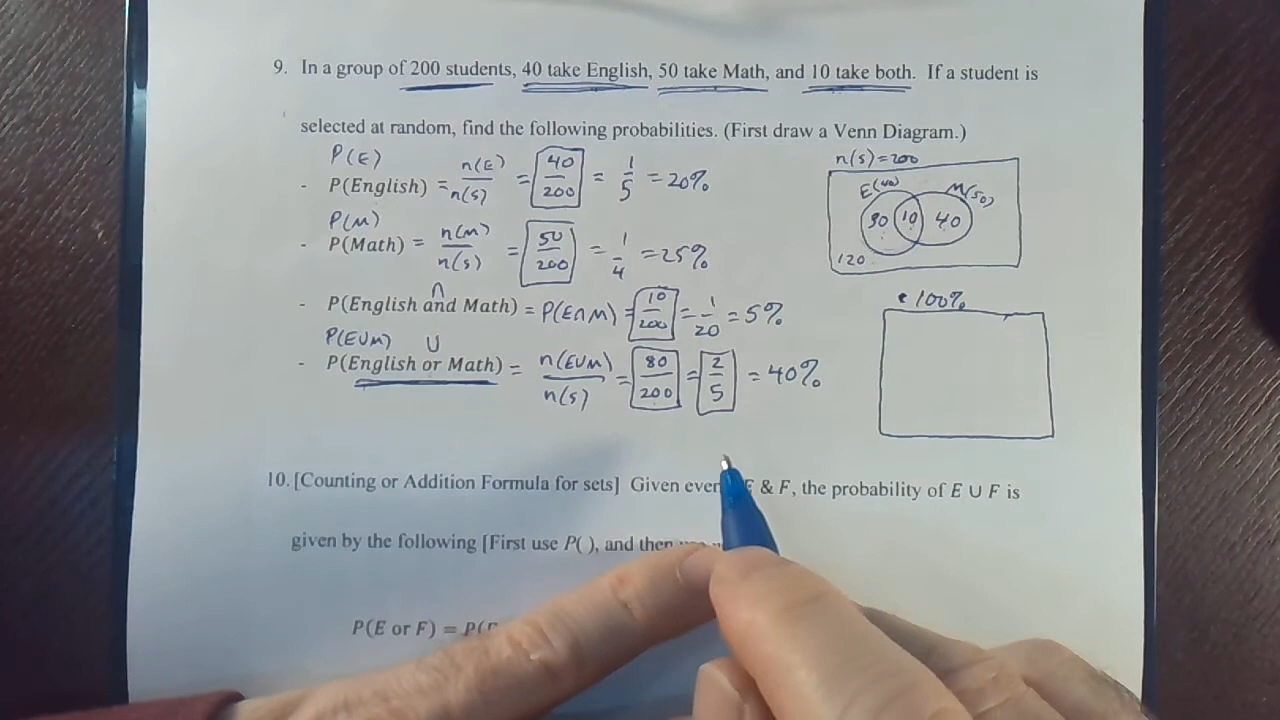 9. In a group of 200 students, 40 take English, 50 take Math, and 10 take both. If a student is
selected at random, find the following probabilities. (First draw a Venn Diagram.)
P(E)
- P(English) = n(E)/n(S) = 40/200 = 1/5 = 20%
P(M)
- P(Math) = n(M)/n(S) = 50/200 = 1/4 = 25%
∩
- P(English and Math) = P(E∩M) = 10/200 = 1/20 = 5%
P(EUM) U
- P(English or Math) = n(EUM)/n(S) = 80/200 = 2/5 = 40%
n(S)=200
E(40) M(50)
30 10 40
120
100%
10. [Counting or Addition Formula for sets] Given & F, the probability of E ∪ F is
given by the following [First use P( ), and then
P(E or F) =